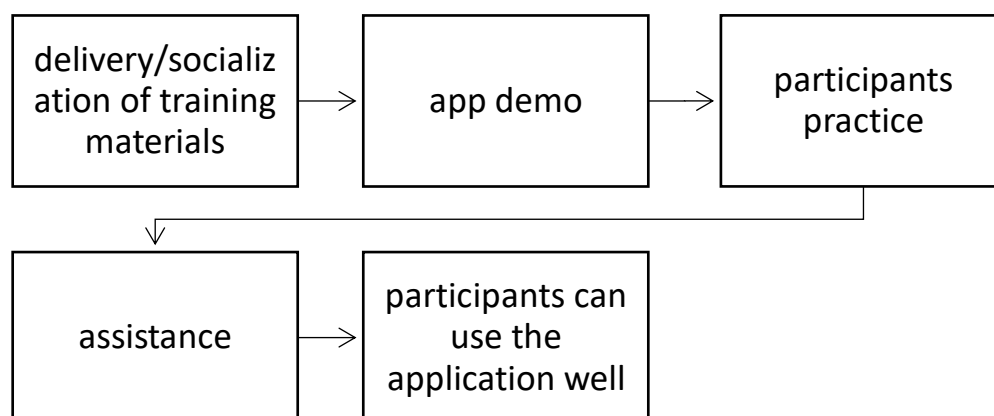 delivery/socializ
ation of training
materials
app demo
participants
practice
assistance
participants can
use the
application well